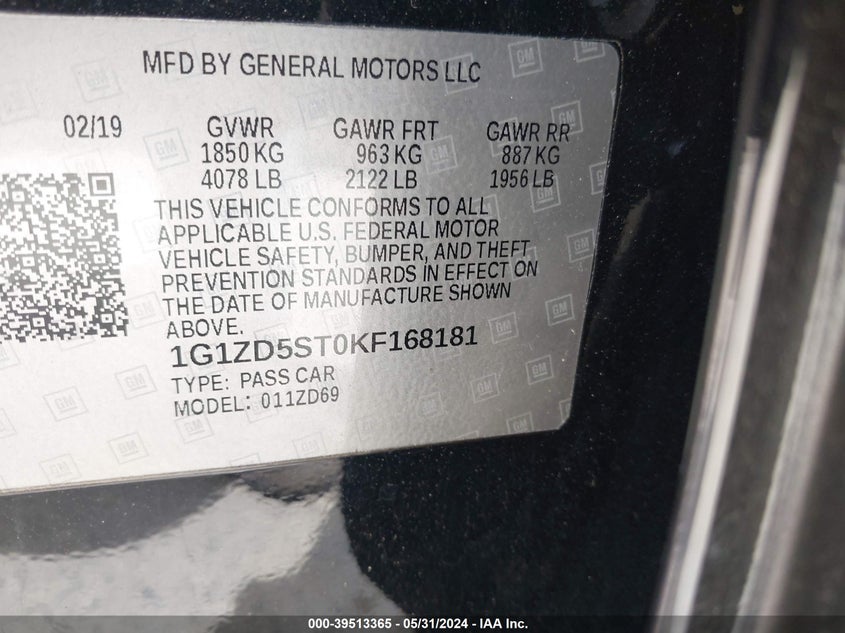 MFD BY GENERAL MOTORS LLC
02/19 GVWR GAWR FRT GAWR RR
1850 KG 963 KG 887 KG
4078 LB 2122 LB 1956 LB
THIS VEHICLE CONFORMS TO ALL
APPLICABLE U.S. FEDERAL MOTOR
VEHICLE SAFETY, BUMPER, AND THEFT
PREVENTION STANDARDS IN EFFECT ON
THE DATE OF MANUFACTURE SHOWN
ABOVE.
1G1ZD5ST0KF168181
TYPE: PASS CAR
MODEL: 011ZD69
000-39513365 - 05/31/2024 - IAA Inc.